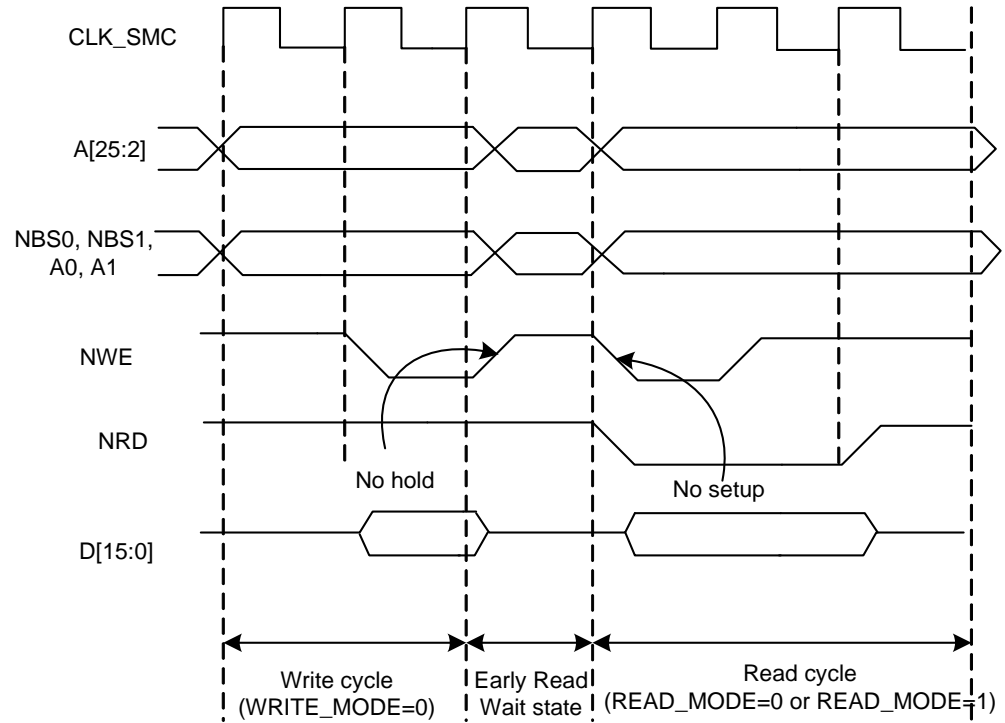 CLK_SMC
A[25:2]
NBS0, NBS1,
A0, A1
NWE
NRD
No hold
No setup
D[15:0]
Write cycle
(WRITE_MODE=0)
Early Read
Wait state
Read cycle
(READ_MODE=0 or READ_MODE=1)